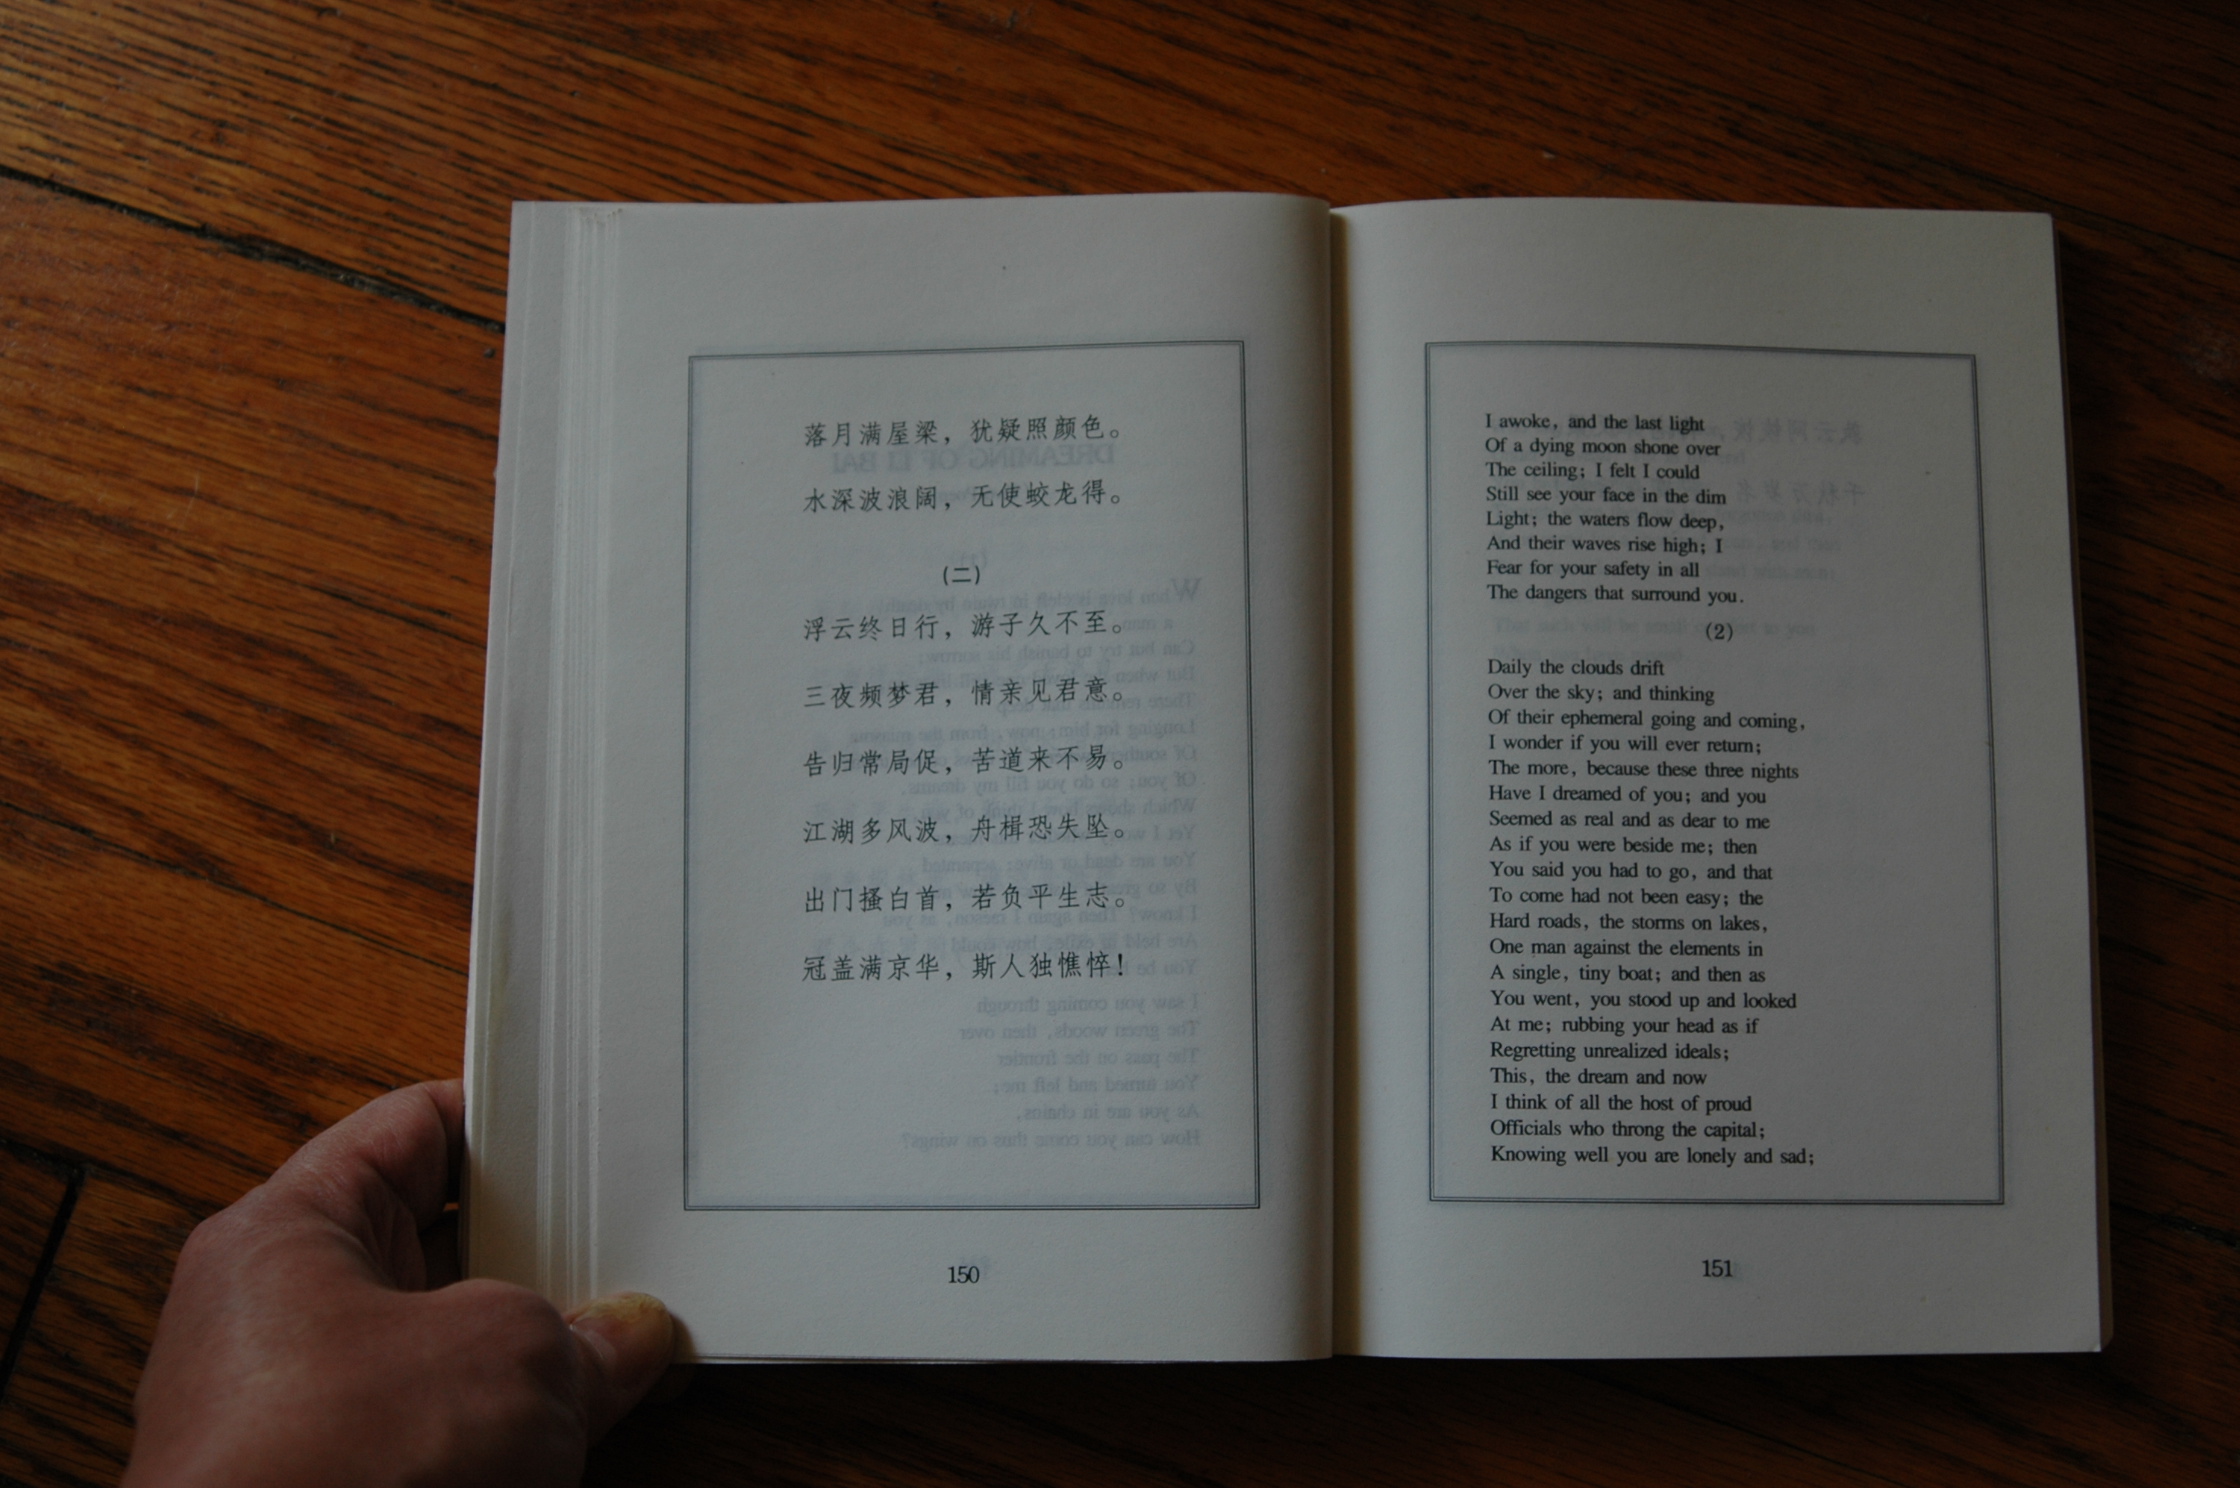 落月满屋梁，犹疑照颜色。
水深波浪阔，无使蛟龙得。
(二)
浮云终日行，游子久不至。
三夜频梦君，情亲见君意。
告归常局促，苦道来不易。
江湖多风波，舟楫恐失坠。
出门搔白首，若负平生志。
冠盖满京华，斯人独憔悴！
150
I awoke, and the last light
Of a dying moon shone over
The ceiling; I felt I could
Still see your face in the dim
Light; the waters flow deep,
And their waves rise high; I
Fear for your safety in all
The dangers that surround you.
(2)
Daily the clouds drift
Over the sky; and thinking
Of their ephemeral going and coming,
I wonder if you will ever return;
The more, because these three nights
Have I dreamed of you; and you
Seemed as real and as dear to me
As if you were beside me; then
You said you had to go, and that
To come had not been easy; the
Hard roads, the storms on lakes,
One man against the elements in
A single, tiny boat; and then as
You went, you stood up and looked
At me; rubbing your head as if
Regretting unrealized ideals;
This, the dream and now
I think of all the host of proud
Officials who throng the capital;
Knowing well you are lonely and sad;
151